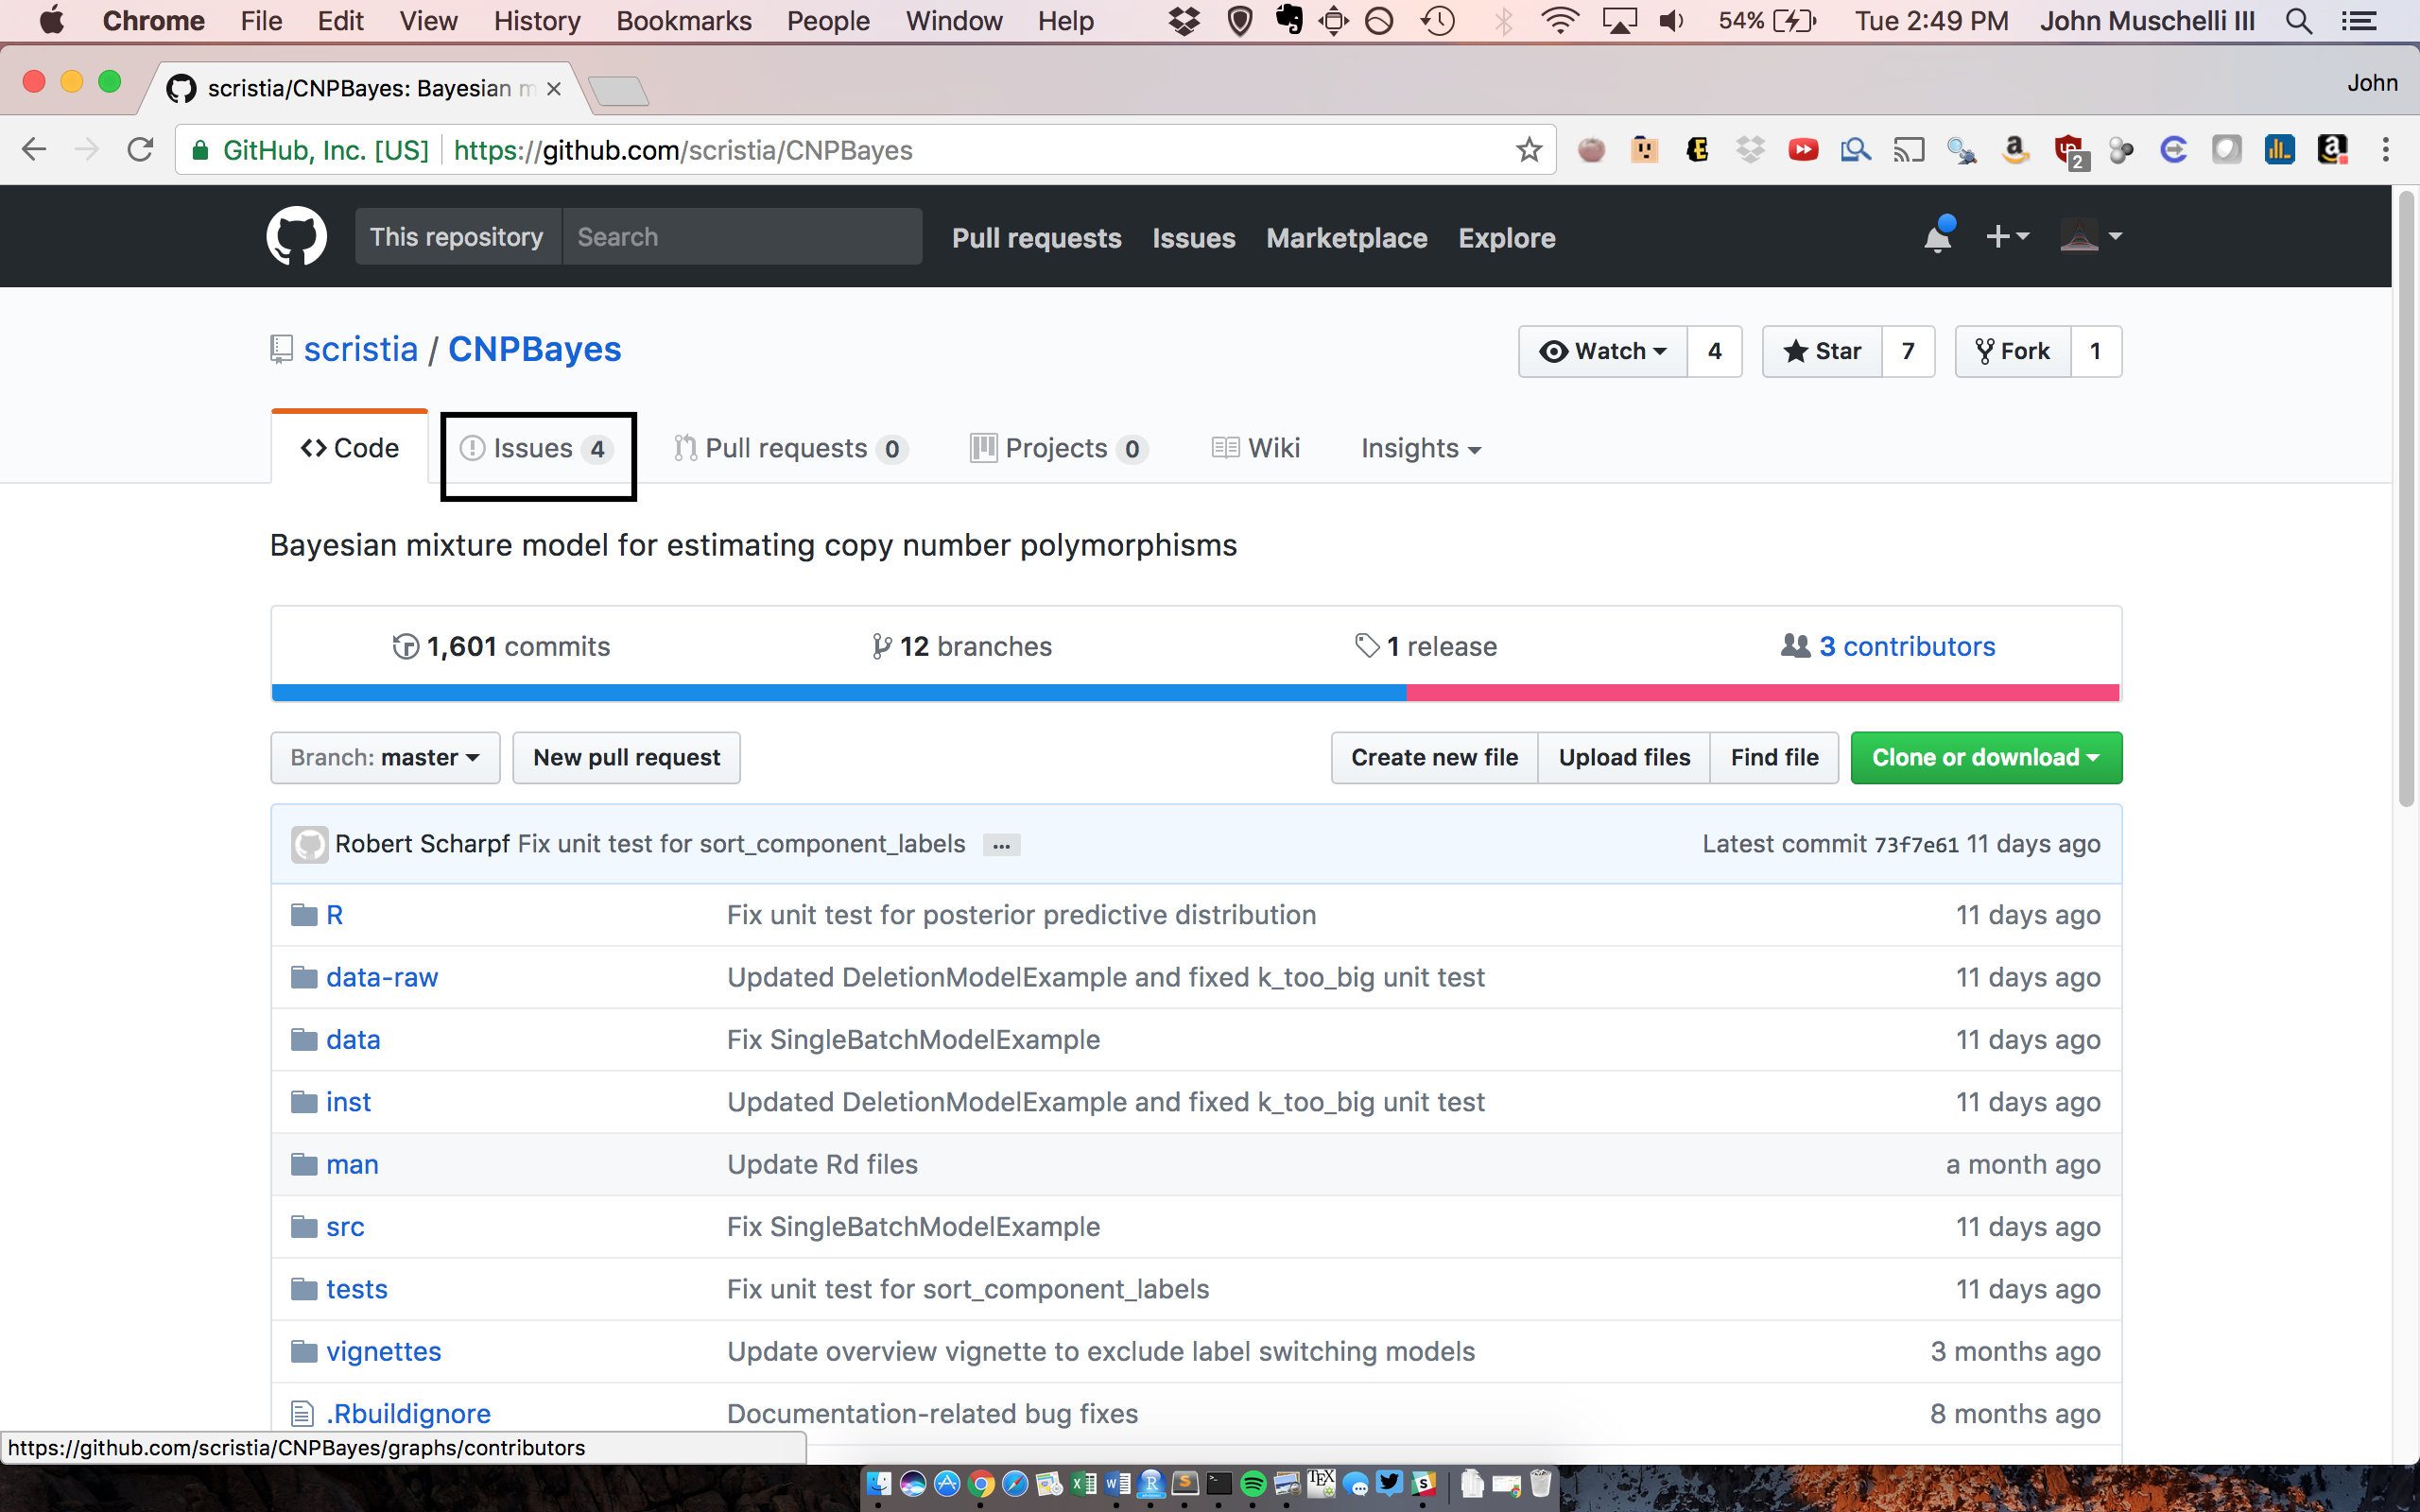 Chrome File Edit View History Bookmarks People Window Help 54% Tue 2:49 PM John Muschelli III
scristia/CNPBayes: Bayesian m John
GitHub, Inc. [US] https://github.com/scristia/CNPBayes 2
This repository Search Pull requests Issues Marketplace Explore
scristia / CNPBayes Watch 4 Star 7 Fork 1
Code Issues 4 Pull requests 0 Projects 0 Wiki Insights
Bayesian mixture model for estimating copy number polymorphisms
1,601 commits 12 branches 1 release 3 contributors
Branch: master New pull request Create new file Upload files Find file Clone or download
Robert Scharpf Fix unit test for sort_component_labels … Latest commit 73f7e61 11 days ago
R Fix unit test for posterior predictive distribution 11 days ago
data-raw Updated DeletionModelExample and fixed k_too_big unit test 11 days ago
data Fix SingleBatchModelExample 11 days ago
inst Updated DeletionModelExample and fixed k_too_big unit test 11 days ago
man Update Rd files a month ago
src Fix SingleBatchModelExample 11 days ago
tests Fix unit test for sort_component_labels 11 days ago
vignettes Update overview vignette to exclude label switching models 3 months ago
.Rbuildignore Documentation-related bug fixes 8 months ago
https://github.com/scristia/CNPBayes/graphs/contributors